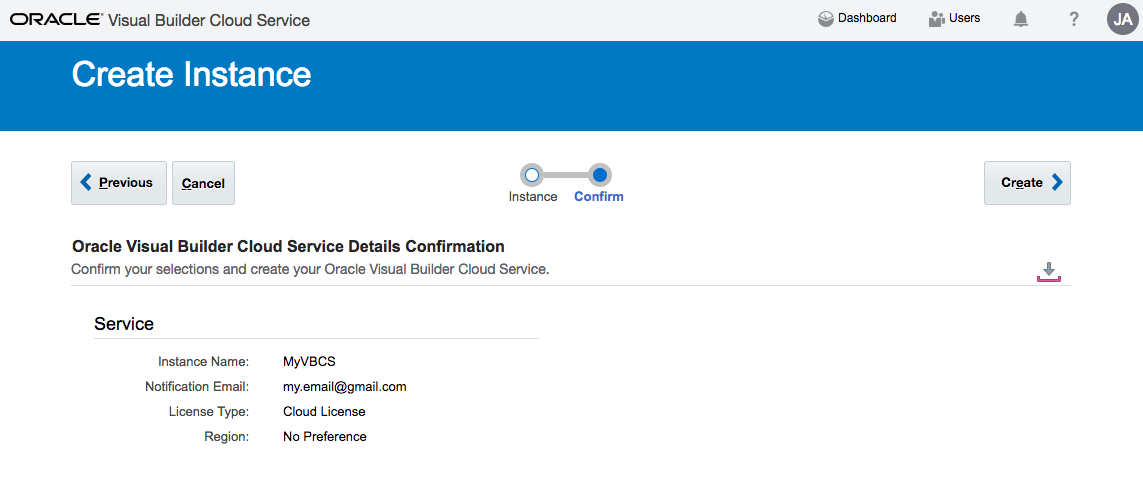 ORACLE® Visual Builder Cloud Service Dashboard Users ? JA
Create Instance
Previous Cancel Create
Instance Confirm
Oracle Visual Builder Cloud Service Details Confirmation
Confirm your selections and create your Oracle Visual Builder Cloud Service.
Service
Instance Name: MyVBCS
Notification Email: my.email@gmail.com
License Type: Cloud License
Region: No Preference